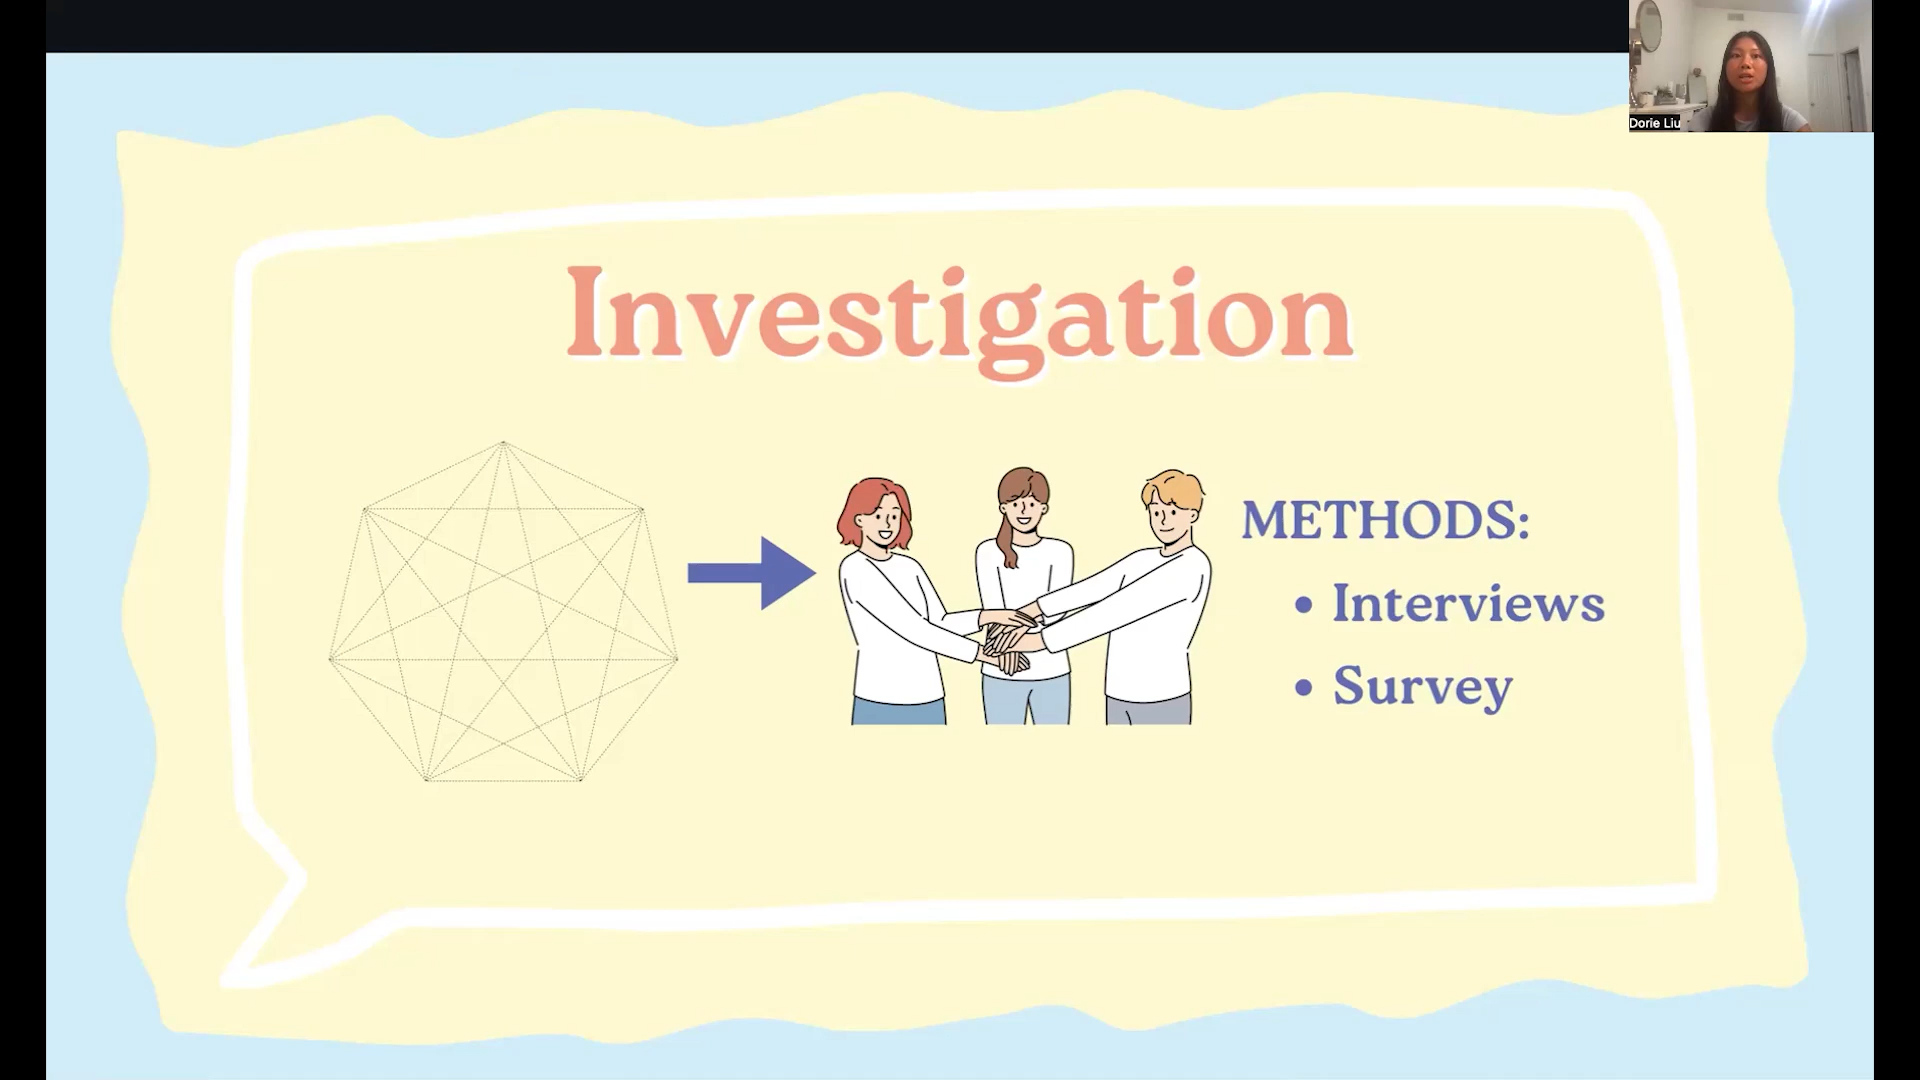 Dorie Liu
Investigation
METHODS:
• Interviews
• Survey